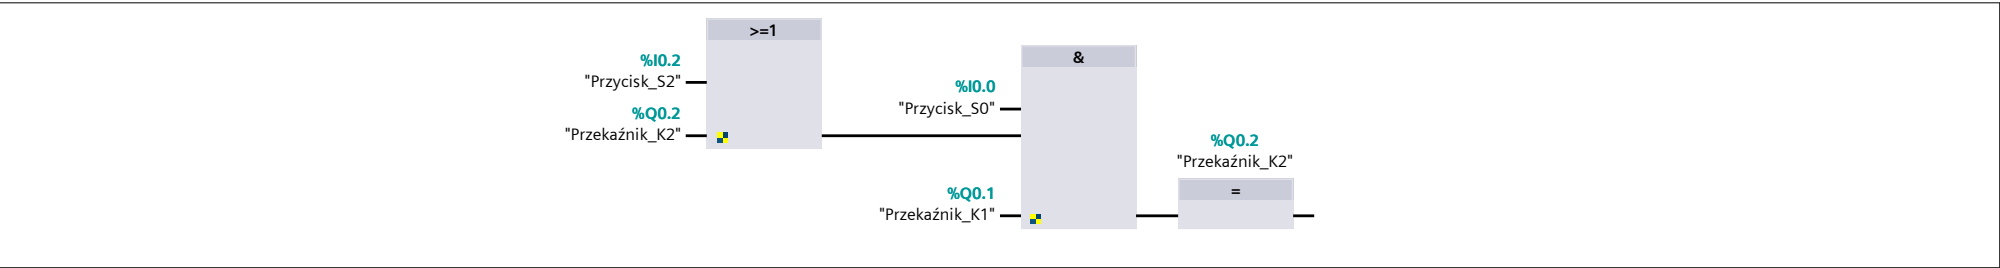 >=1
%I0.2
"Przycisk_S2"
%Q0.2
"Przekaźnik_K2"
&
%I0.0
"Przycisk_S0"
%Q0.1
"Przekaźnik_K1"
%Q0.2
"Przekaźnik_K2"
=